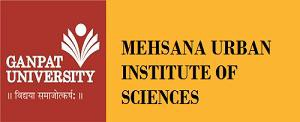 GANPAT
UNIVERSITY
॥ विद्यया समाजोत्कर्षः ॥
MEHSANA URBAN
INSTITUTE OF
SCIENCES